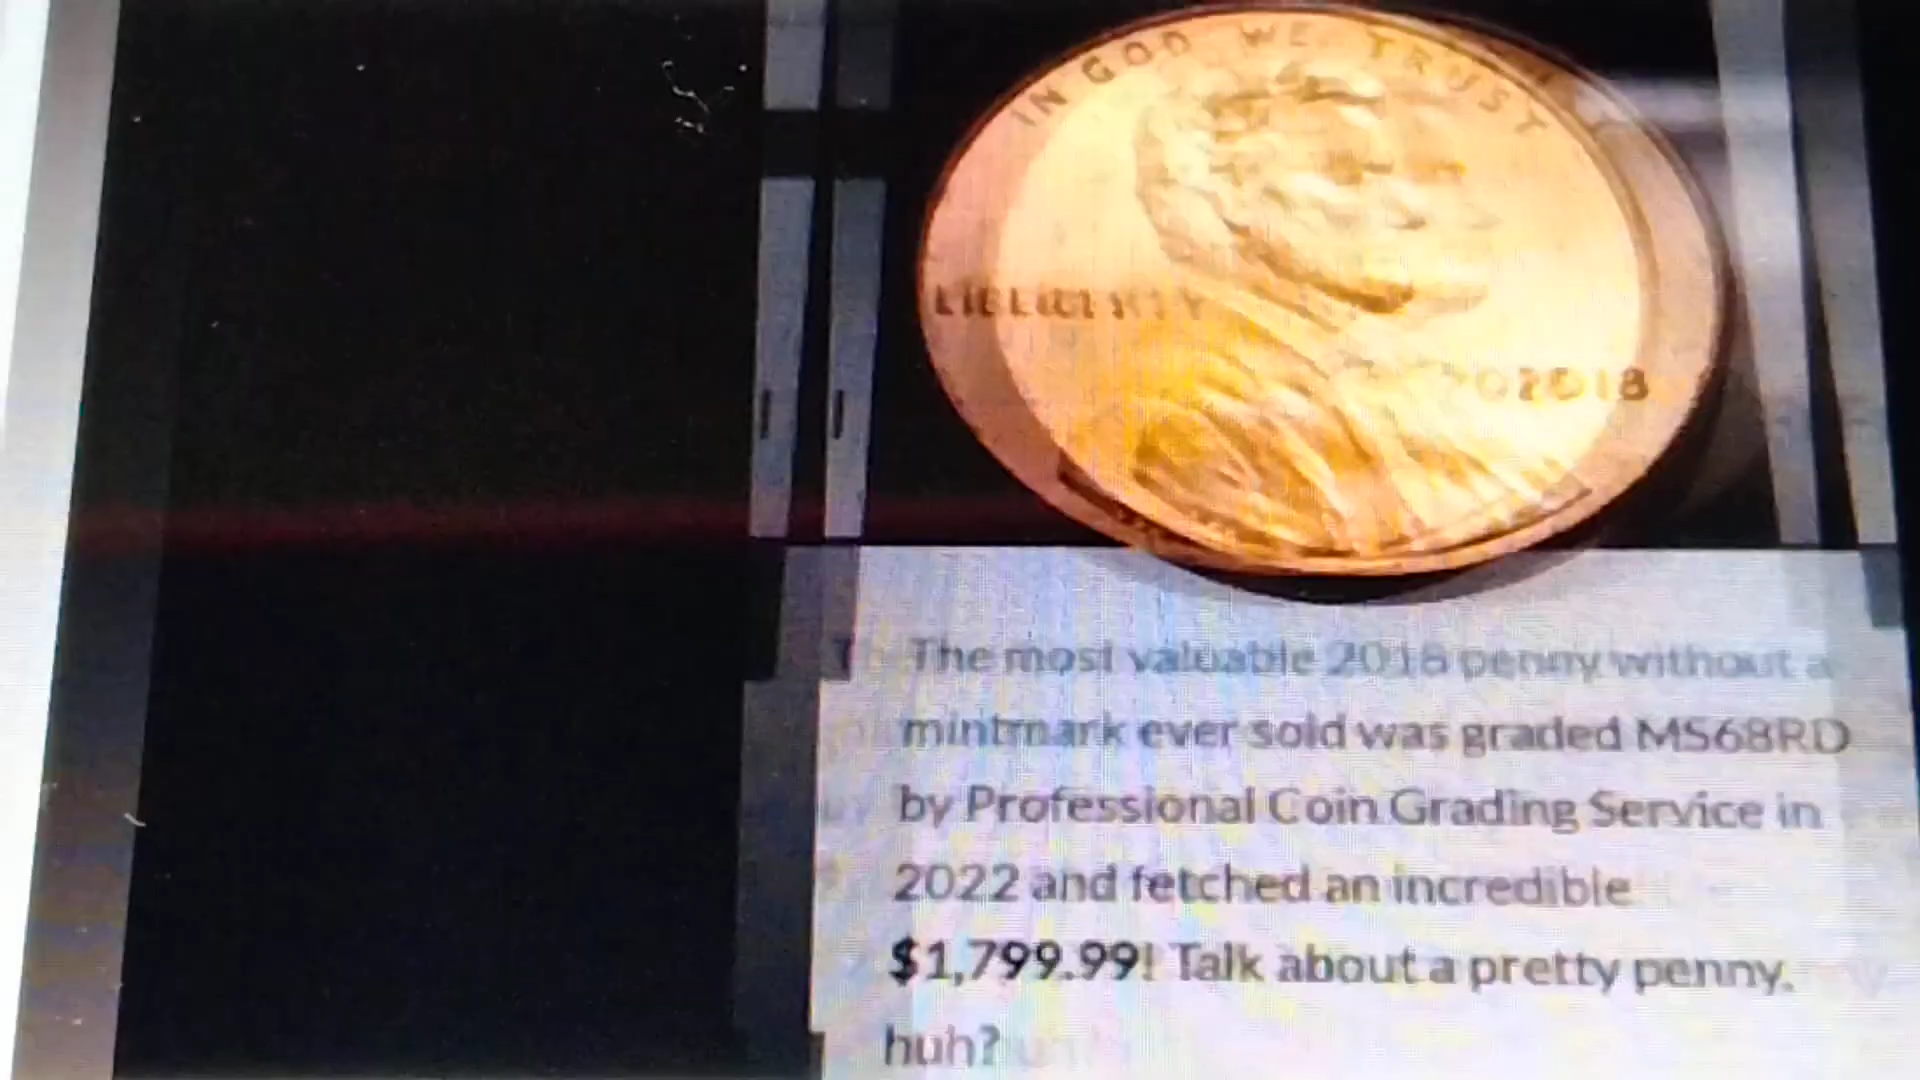 IN GOD WE TRUST
LIBERTY
2018
The most valuable 2018 penny without a
mintmark ever sold was graded MS68RD
by Professional Coin Grading Service in
2022 and fetched an incredible
$1,799.99! Talk about a pretty penny,
huh?